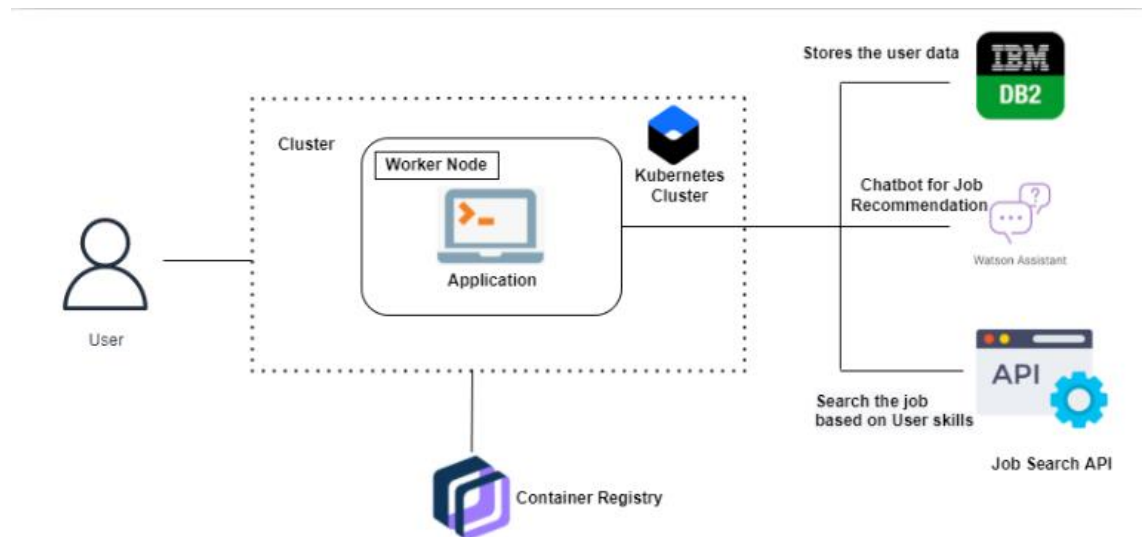 Stores the user data
IBM
DB2
Cluster
Worker Node
Kubernetes
Cluster
Application
Chatbot for Job
Recommendation
?
Watson Assistant
User
API
Search the job
based on User skills
Job Search API
Container Registry